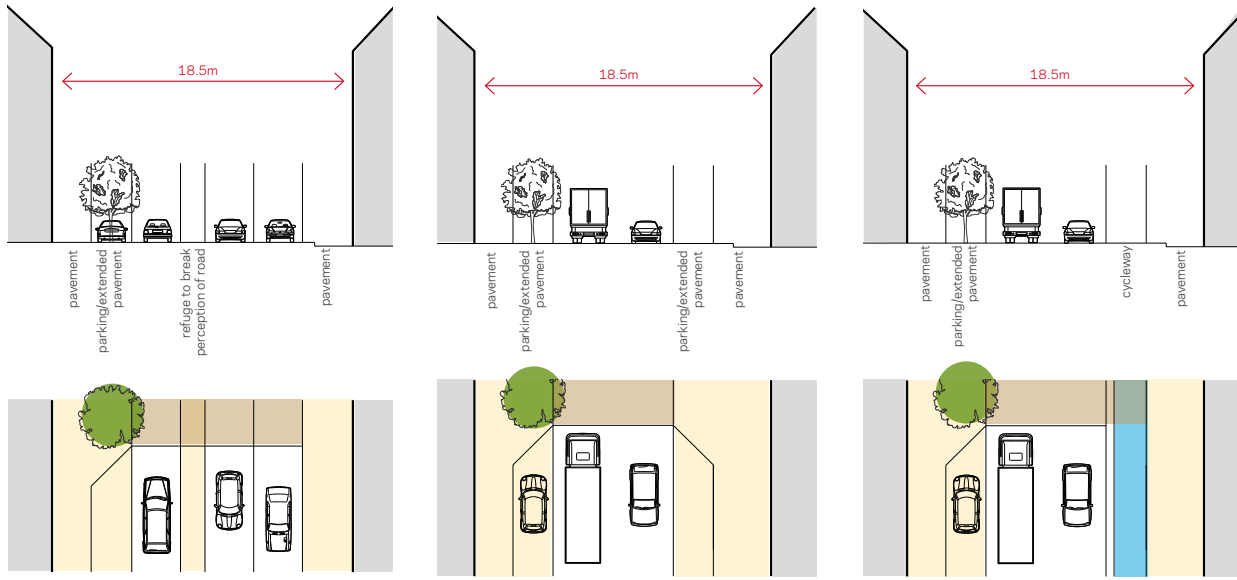 18.5m
pavement
parking/extended
pavement
refuge to break
perception of road
pavement
18.5m
pavement
parking/extended
pavement
parking/extended
pavement
pavement
18.5m
pavement
parking/extended
pavement
cycleway
pavement